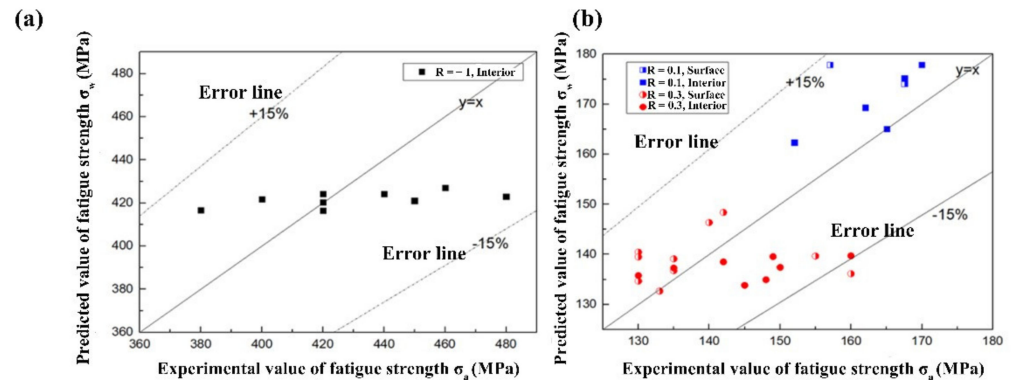 (a)
Predicted value of fatigue strength σw (MPa)
480
460
440
420
400
380
360
360 380 400 420 440 460 480
Experimental value of fatigue strength σa (MPa)
R = − 1, Interior
Error line
+15%
y=x
Error line
-15%
(b)
Predicted value of fatigue strength σw (MPa)
180
170
160
150
140
130
130 140 150 160 170 180
Experimental value of fatigue strength σa (MPa)
R = 0.1, Surface
R = 0.1, Interior
R = 0.3, Surface
R = 0.3, Interior
+15%
y=x
Error line
Error line
-15%